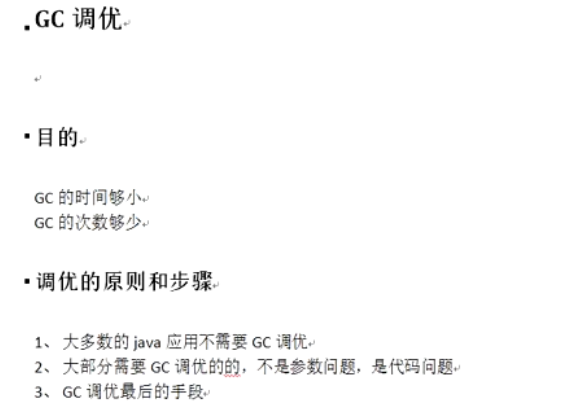 GC 调优
目的
GC 的时间够小
GC 的次数够少
调优的原则和步骤
1、 大多数的 java 应用不需要 GC 调优
2、 大部分需要 GC 调优的的，不是参数问题，是代码问题
3、 GC 调优最后的手段